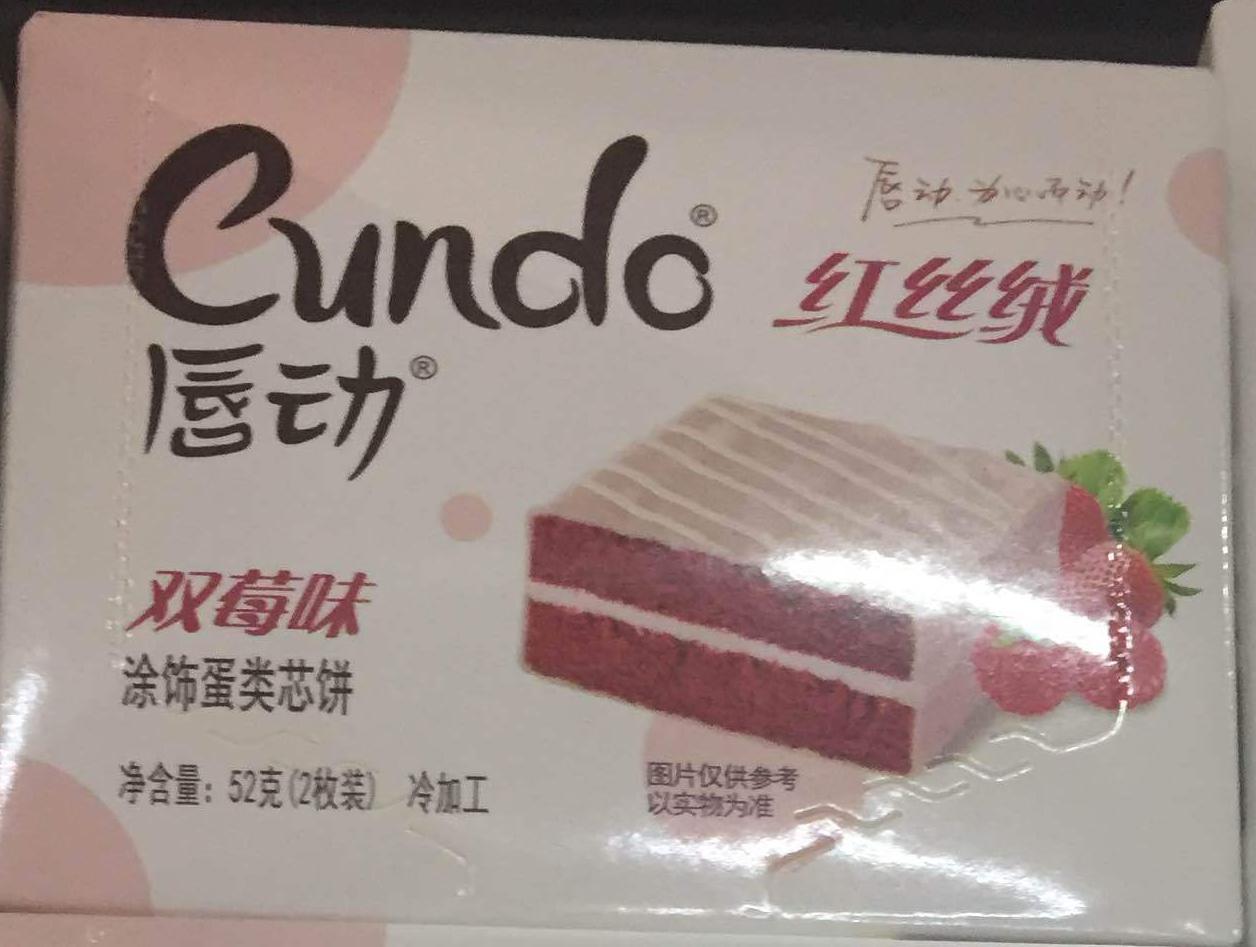 Cundo®
唇动®
唇动,为心而动!
红丝绒
双莓味
涂饰蛋类芯饼
净含量：52克(2枚装) 冷加工
图片仅供参考
以实物为准